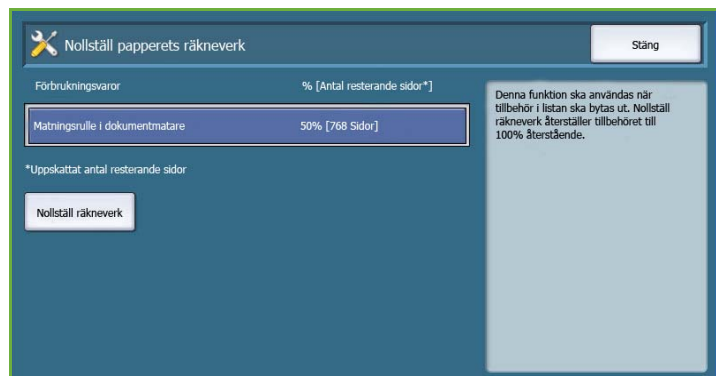 Nollställ papperets räkneverk
Stäng
Förbrukningsvaror % [Antal resterande sidor*]
Matningsrulle i dokumentmatare 50% [768 Sidor]
*Uppskattat antal resterande sidor
Nollställ räkneverk
Denna funktion ska användas när
tillbehör i listan ska bytas ut. Nollställ
räkneverk återställer tillbehöret till
100% återstående.